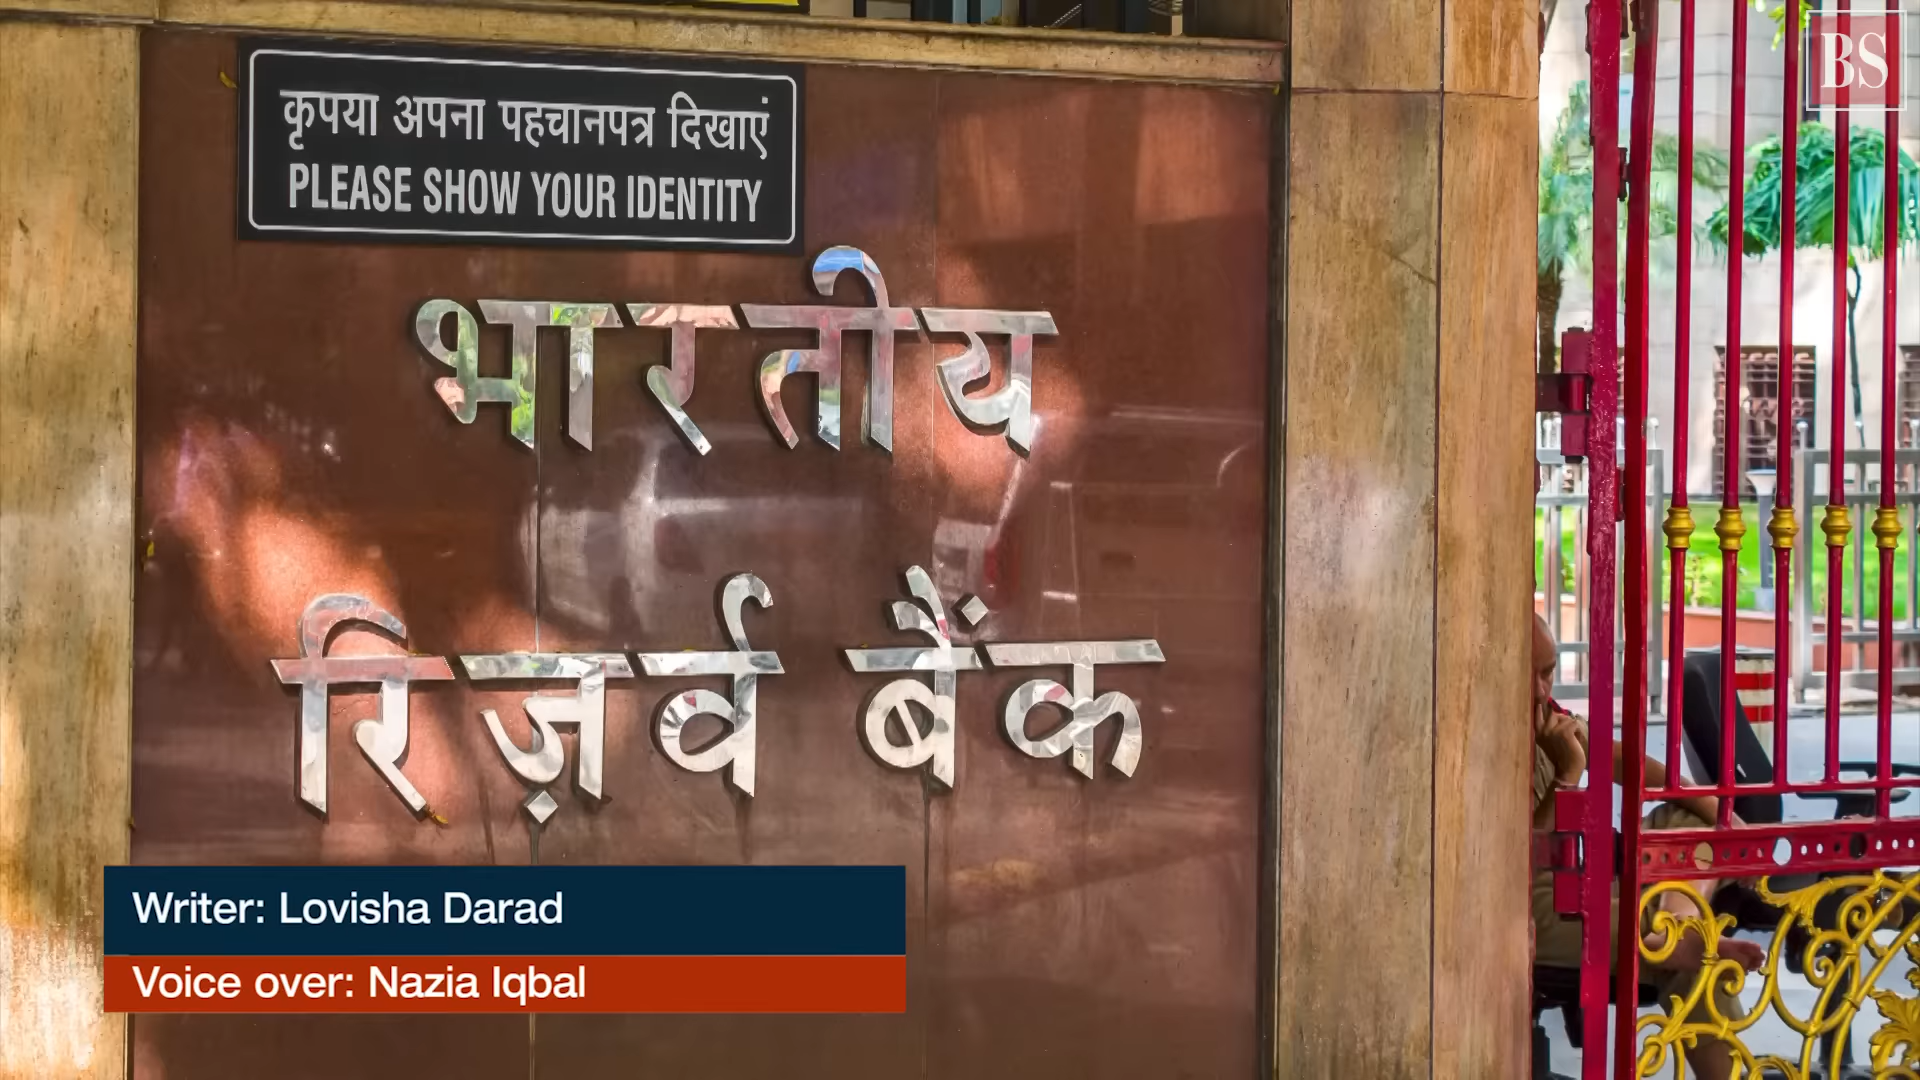 BS
कृपया अपना पहचानपत्र दिखाएं
PLEASE SHOW YOUR IDENTITY
भारतीय
रिज़र्व बैंक
Writer: Lovisha Darad
Voice over: Nazia Iqbal